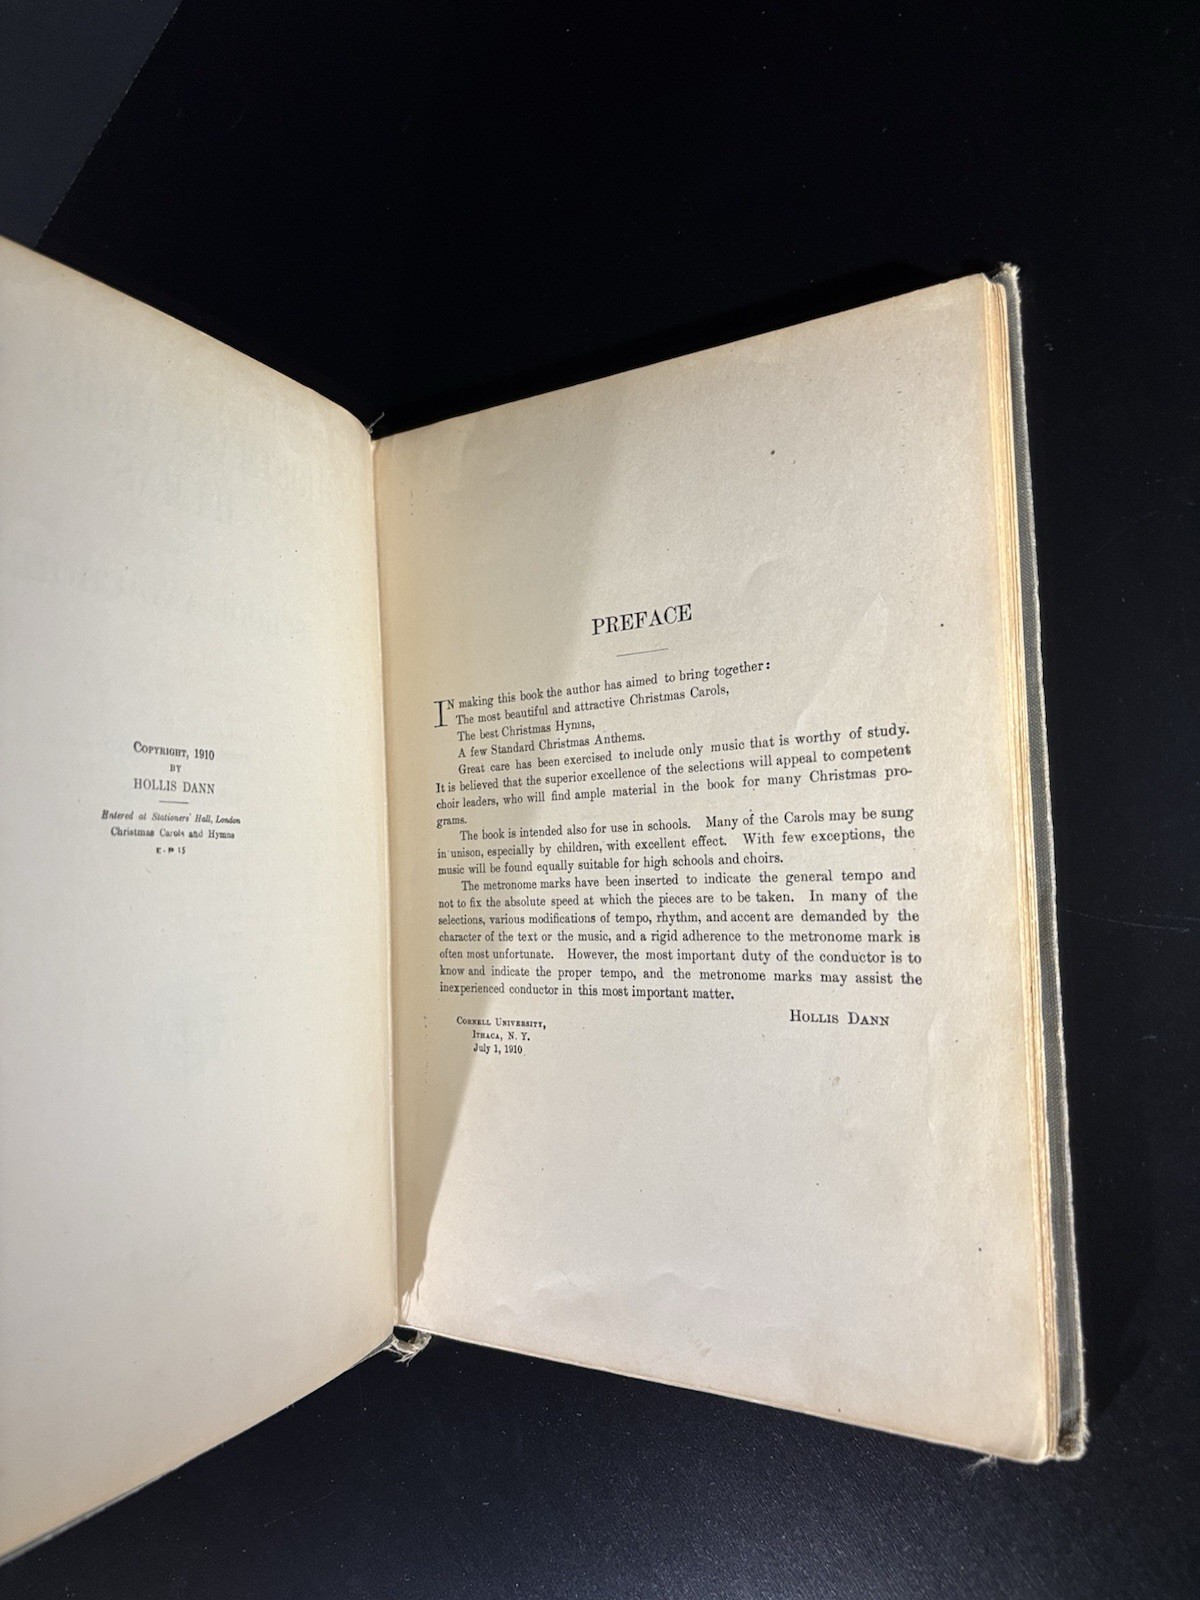 COPYRIGHT, 1910
BY
HOLLIS DANN
Entered at Stationers' Hall, London
Christmas Carols and Hymns
E-P 15
PREFACE
IN making this book the author has aimed to bring together:
The most beautiful and attractive Christmas Carols,
The best Christmas Hymns,
A few Standard Christmas Anthems.
Great care has been exercised to include only music that is worthy of study.
It is believed that the superior excellence of the selections will appeal to competent
choir leaders, who will find ample material in the book for many Christmas pro-
grams.
The book is intended also for use in schools. Many of the Carols may be sung
in unison, especially by children, with excellent effect. With few exceptions, the
music will be found equally suitable for high schools and choirs.
The metronome marks have been inserted to indicate the general tempo and
not to fix the absolute speed at which the pieces are to be taken. In many of the
selections, various modifications of tempo, rhythm, and accent are demanded by the
character of the text or the music, and a rigid adherence to the metronome mark is
often most unfortunate. However, the most important duty of the conductor is to
know and indicate the proper tempo, and the metronome marks may assist the
inexperienced conductor in this most important matter.
HOLLIS DANN
CORNELL UNIVERSITY,
ITHACA, N. Y.
July 1, 1910